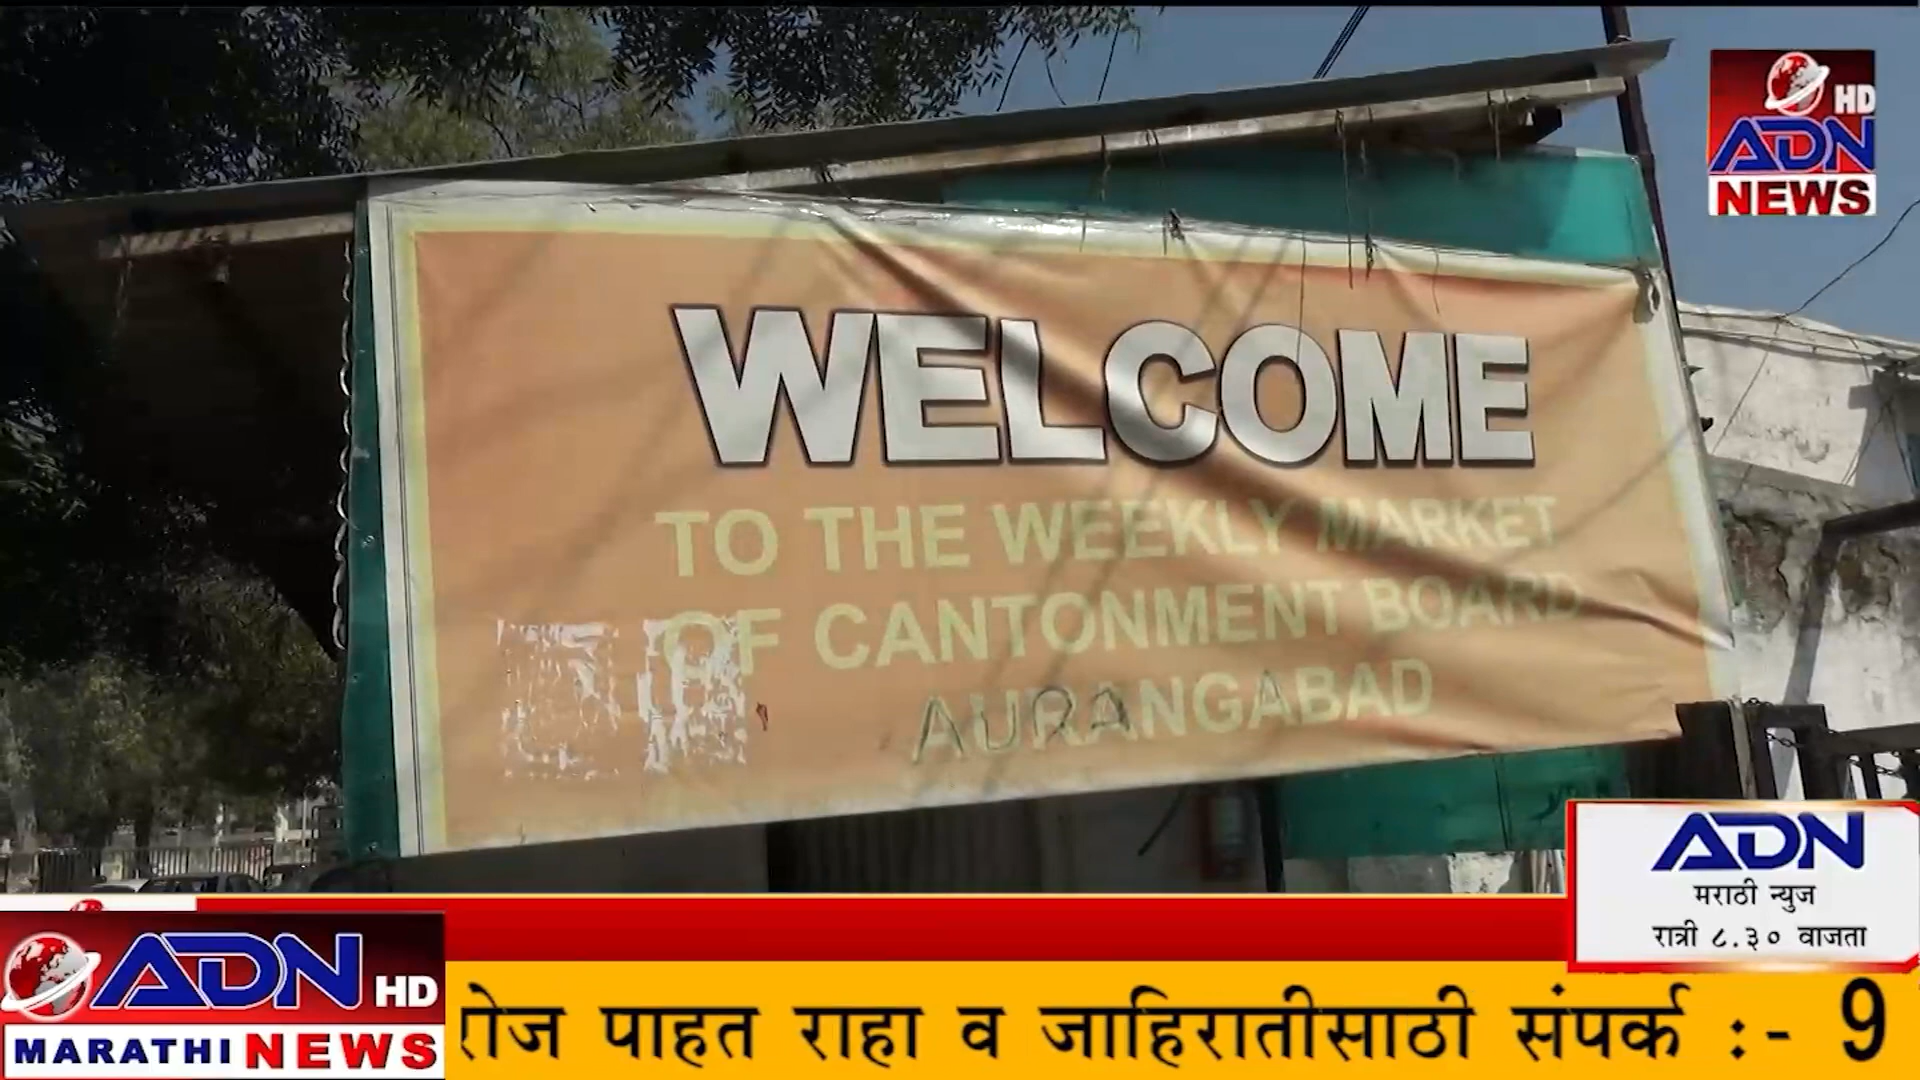 HD
ADN
NEWS
WELCOME
TO THE WEEKLY MARKET
OF CANTONMENT BOARD
AURANGABAD
ADN
मराठी न्युज
रात्री ८.३० वाजता
ADN HD
MARATHI NEWS
रोज पाहत राहा व जाहिरातीसाठी संपर्क :- 9